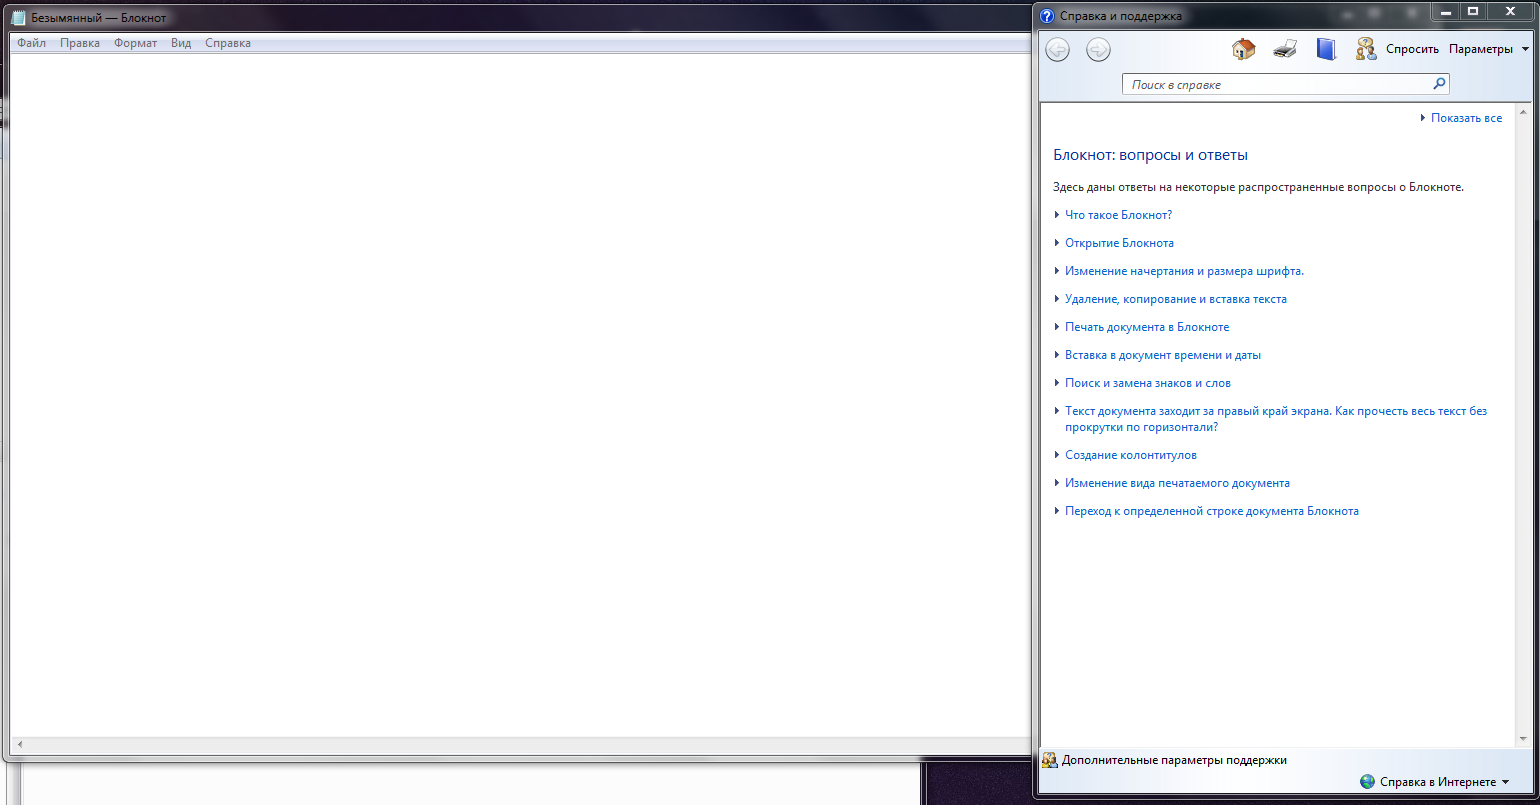 Безымянный — Блокнот
Файл Правка Формат Вид Справка
Справка и поддержка
Спросить Параметры
Поиск в справке
Показать все
Блокнот: вопросы и ответы
Здесь даны ответы на некоторые распространенные вопросы о Блокноте.
Что такое Блокнот?
Открытие Блокнота
Изменение начертания и размера шрифта.
Удаление, копирование и вставка текста
Печать документа в Блокноте
Вставка в документ времени и даты
Поиск и замена знаков и слов
Текст документа заходит за правый край экрана. Как прочесть весь текст без
прокрутки по горизонтали?
Создание колонтитулов
Изменение вида печатаемого документа
Переход к определенной строке документа Блокнота
Дополнительные параметры поддержки
Справка в Интернете